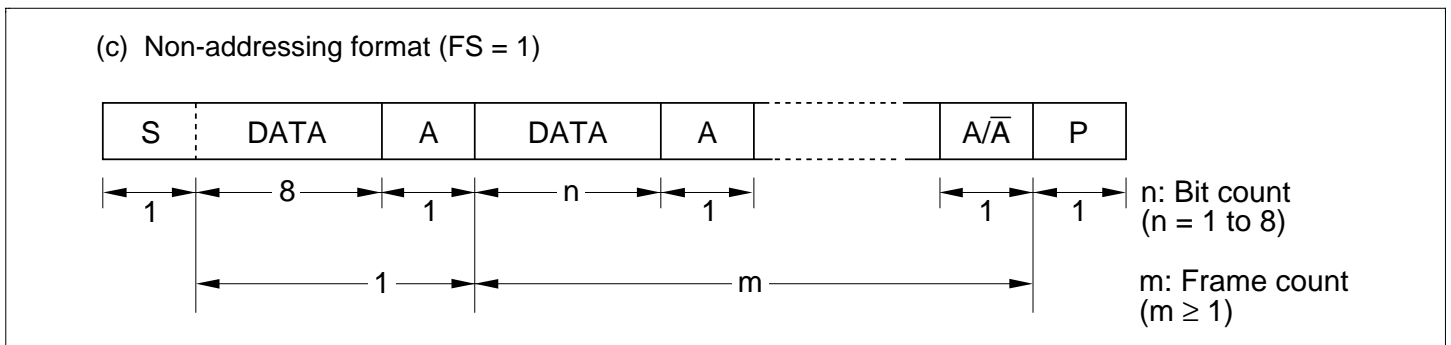 (c) Non-addressing format (FS = 1)
S DATA A DATA A A/A̅ P
1 8 1 n 1 1 1
n: Bit count
(n = 1 to 8)
1 m
m: Frame count
(m ≥ 1)